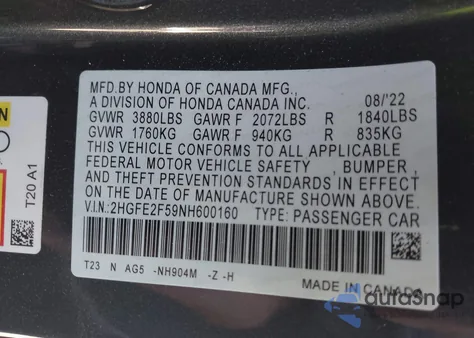 MFD.BY HONDA OF CANADA MFG.,
A DIVISION OF HONDA CANADA INC. 08/'22
GVWR 3880LBS GAWR F 2072LBS R 1840LBS
GVWR 1760KG GAWR F 940KG R 835KG
THIS VEHICLE CONFORMS TO ALL APPLICABLE
FEDERAL MOTOR VEHICLE SAFETY , BUMPER ,
AND THEFT PREVENTION STANDARDS IN EFFECT
ON THE DATE OF MANUFACTURE SHOWN ABOVE.
V.I.N.:2HGFE2F59NH600160 TYPE: PASSENGER CAR
T23 N AG5 -NH904M -Z -H
MADE IN CANADA
T20 A1
autosnap